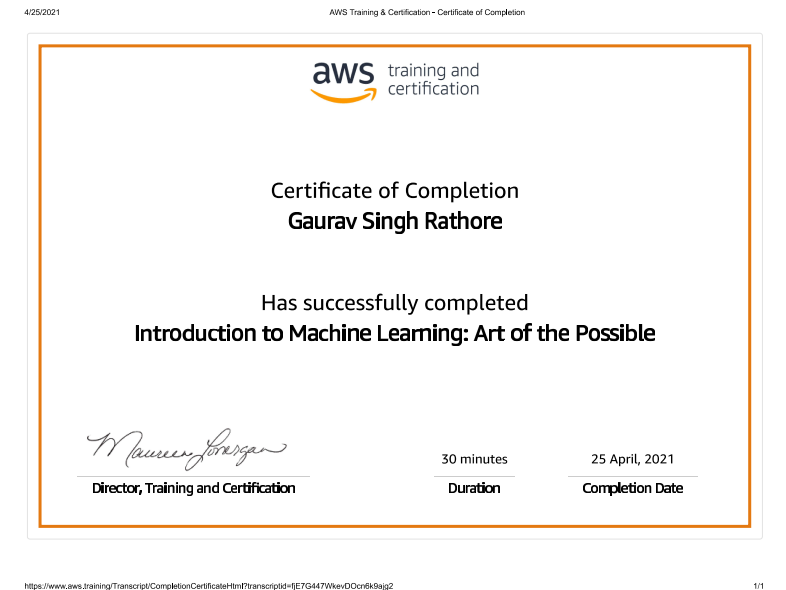 4/25/2021
AWS Training & Certification - Certificate of Completion
aws training and
certification
Certificate of Completion
Gaurav Singh Rathore
Has successfully completed
Introduction to Machine Learning: Art of the Possible
Maureen Lonergan
30 minutes
25 April, 2021
Director, Training and Certification
Duration
Completion Date
https://www.aws.training/Transcript/CompletionCertificateHtml?transcriptid=fjE7G447WkevDOcn6k9ajg2
1/1